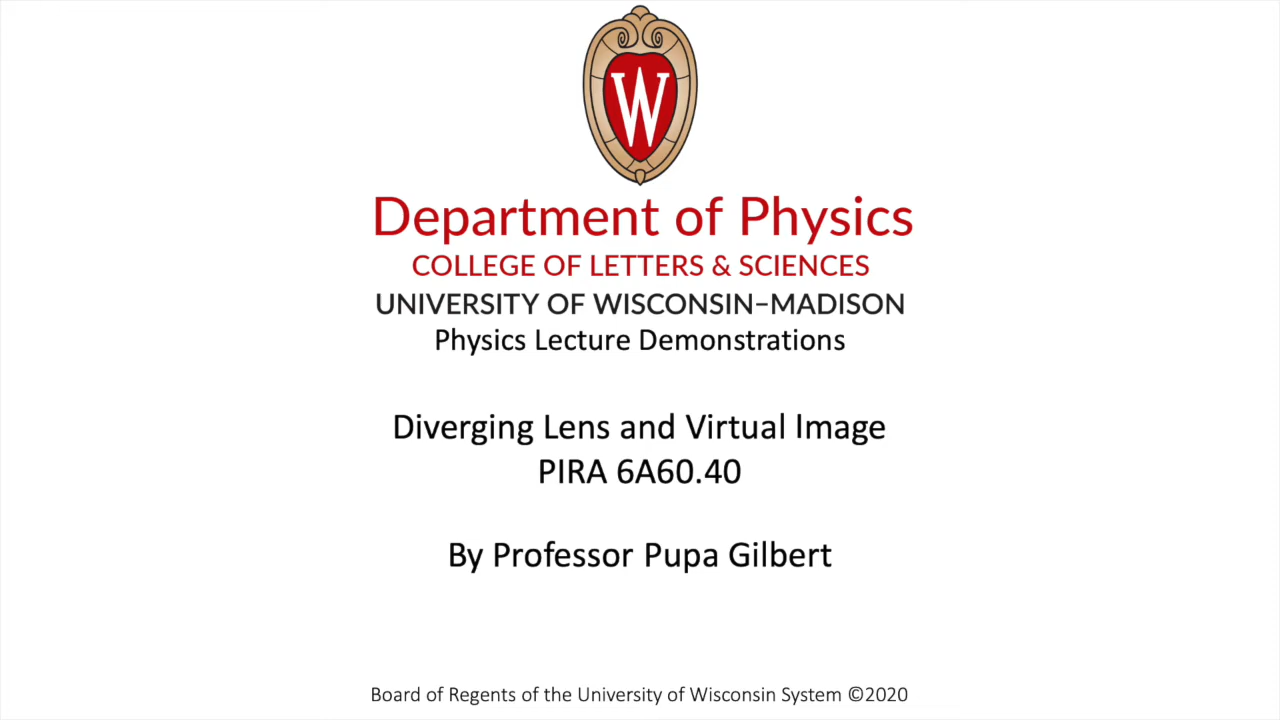 W
Department of Physics
COLLEGE OF LETTERS & SCIENCES
UNIVERSITY OF WISCONSIN–MADISON
Physics Lecture Demonstrations
Diverging Lens and Virtual Image
PIRA 6A60.40
By Professor Pupa Gilbert
Board of Regents of the University of Wisconsin System ©2020